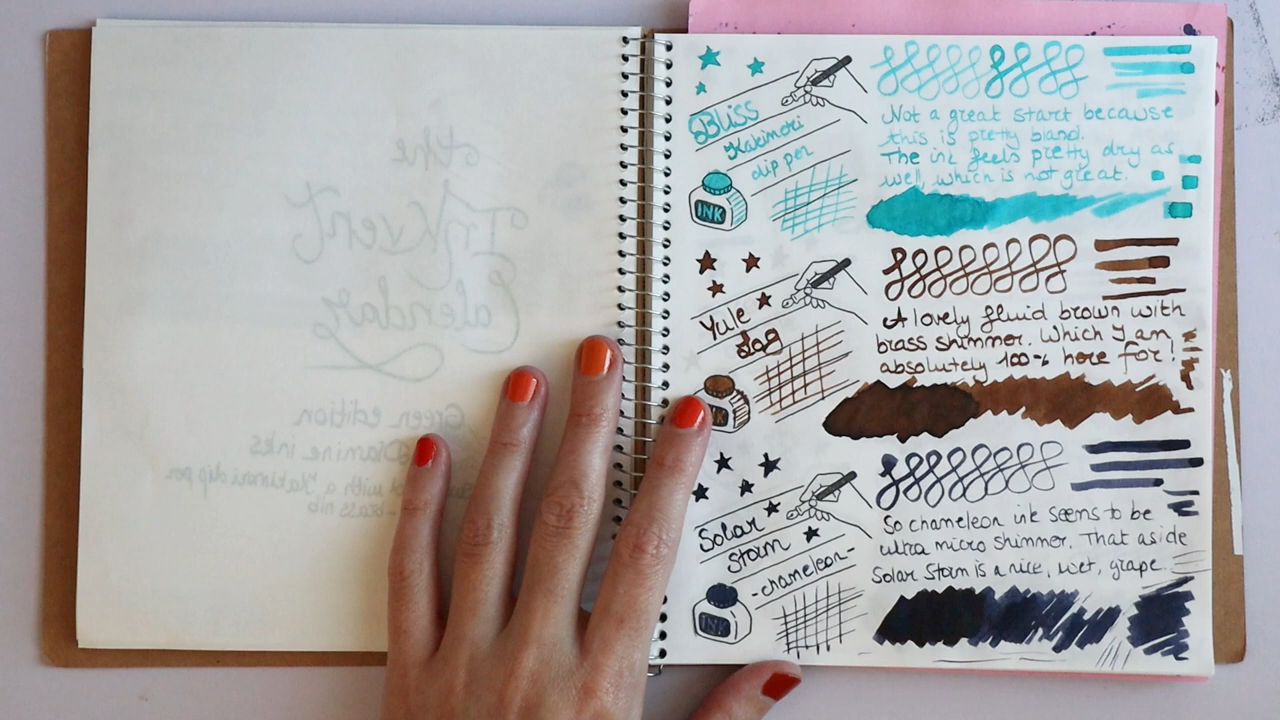 the
Inkvent
Calendar
Green edition
Diamine inks
with a "Kakimori dip pen
brass nib
Bliss
Kakimori
dip pen
INK
Not a great start because
this is pretty bland.
The ink feels pretty dry as
well, which is not great.
Yule
Log
INK
A lovely fluid brown with
brass shimmer. Which I am
absolutely 100% here for!
Solar
Storm
-chameleon-
INK
So chameleon ink seems to be
ultra micro shimmer. That aside
Solar Storm is a nice, wet, grape.